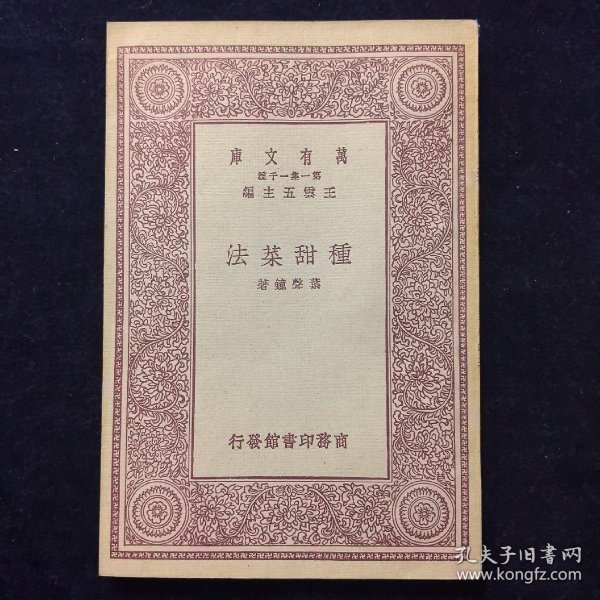 萬有文庫
第一集一千種
王雲五主編
種甜菜法
葉聲鐘著
商務印書館發行
孔夫子旧书网
www.kongfz.com